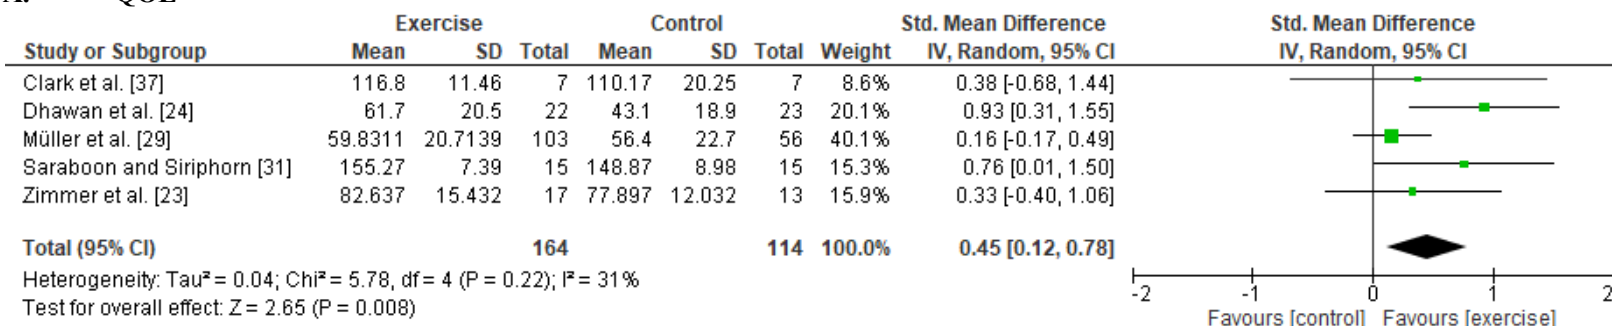 A. QOL
Exercise Control Std. Mean Difference Std. Mean Difference
Study or Subgroup Mean SD Total Mean SD Total Weight IV, Random, 95% CI IV, Random, 95% CI
Clark et al. [37] 116.8 11.46 7 110.17 20.25 7 8.6% 0.38 [-0.68, 1.44]
Dhawan et al. [24] 61.7 20.5 22 43.1 18.9 23 20.1% 0.93 [0.31, 1.55]
Müller et al. [29] 59.8311 20.7139 103 56.4 22.7 56 40.1% 0.16 [-0.17, 0.49]
Saraboon and Siriphorn [31] 155.27 7.39 15 148.87 8.98 15 15.3% 0.76 [0.01, 1.50]
Zimmer et al. [23] 82.637 15.432 17 77.897 12.032 13 15.9% 0.33 [-0.40, 1.06]
Total (95% CI) 164 114 100.0% 0.45 [0.12, 0.78]
Heterogeneity: Tau² = 0.04; Chi² = 5.78, df = 4 (P = 0.22); I² = 31%
Test for overall effect: Z = 2.65 (P = 0.008)
-2 -1 0 1 2
Favours [control] Favours [exercise]